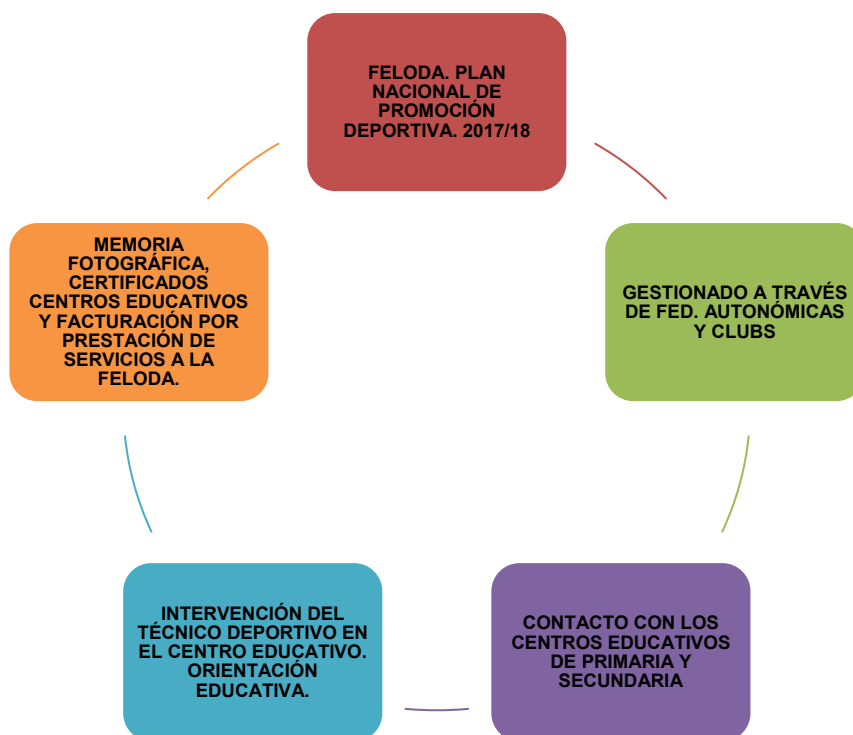 FELODA. PLAN
NACIONAL DE
PROMOCIÓN
DEPORTIVA. 2017/18
GESTIONADO A TRAVÉS
DE FED. AUTONÓMICAS
Y CLUBS
CONTACTO CON LOS
CENTROS EDUCATIVOS
DE PRIMARIA Y
SECUNDARIA
INTERVENCIÓN DEL
TÉCNICO DEPORTIVO EN
EL CENTRO EDUCATIVO.
ORIENTACIÓN
EDUCATIVA.
MEMORIA
FOTOGRÁFICA,
CERTIFICADOS
CENTROS EDUCATIVOS
Y FACTURACIÓN POR
PRESTACIÓN DE
SERVICIOS A LA
FELODA.